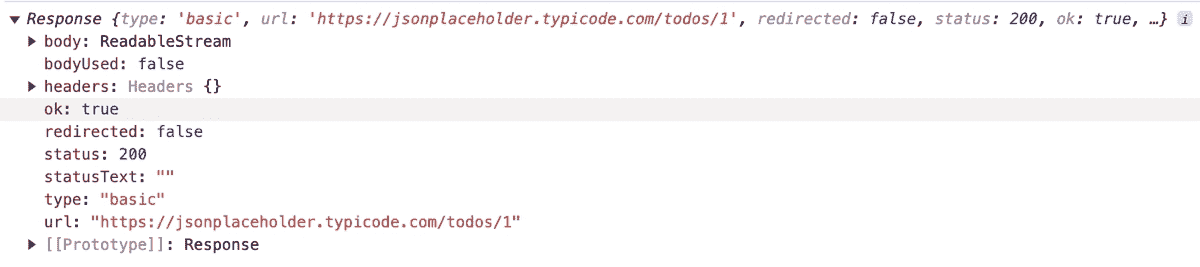 ▼ Response {type: 'basic', url: 'https://jsonplaceholder.typicode.com/todos/1', redirected: false, status: 200, ok: true, …} i
▶ body: ReadableStream
bodyUsed: false
▶ headers: Headers {}
ok: true
redirected: false
status: 200
statusText: ""
type: "basic"
url: "https://jsonplaceholder.typicode.com/todos/1"
▶ [[Prototype]]: Response